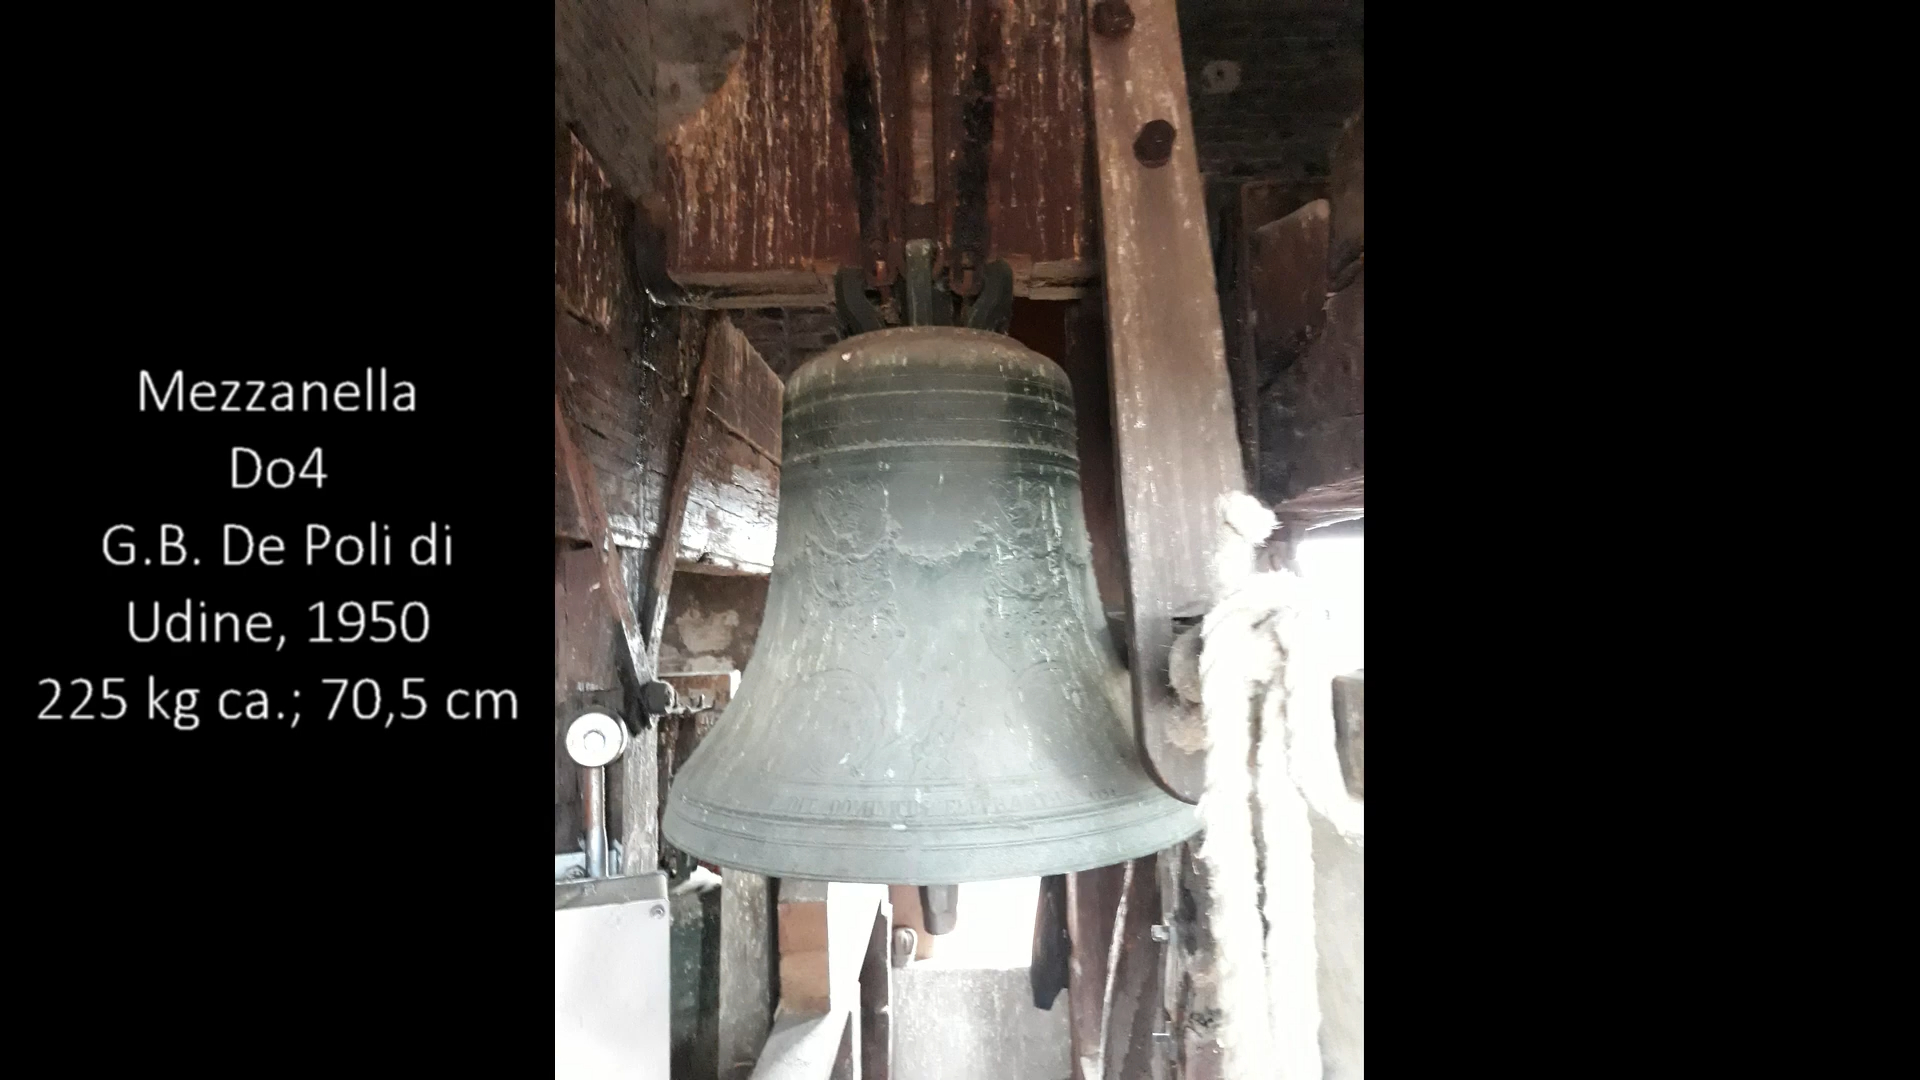 Mezzanella
Do4
G.B. De Poli di
Udine, 1950
225 kg ca.; 70,5 cm